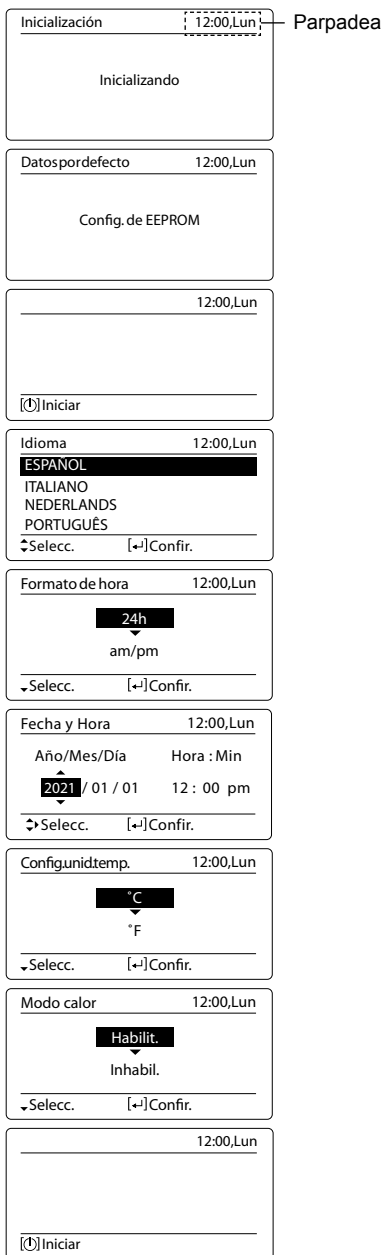 Inicialización 12:00,Lun Parpadea
Inicializando
Datospordefecto 12:00,Lun
Config. de EEPROM
12:00,Lun
[⏻] Iniciar
Idioma 12:00,Lun
ESPAÑOL
ITALIANO
NEDERLANDS
PORTUGUÊS
Selecc. [↵]Confir.
Formato de hora 12:00,Lun
24h
am/pm
Selecc. [↵]Confir.
Fecha y Hora 12:00,Lun
Año/Mes/Día Hora : Min
2021 / 01 / 01 12 : 00 pm
Selecc. [↵]Confir.
Config.unid.temp. 12:00,Lun
˚C
˚F
Selecc. [↵]Confir.
Modo calor 12:00,Lun
Habilit.
Inhabil.
Selecc. [↵]Confir.
12:00,Lun
[⏻] Iniciar